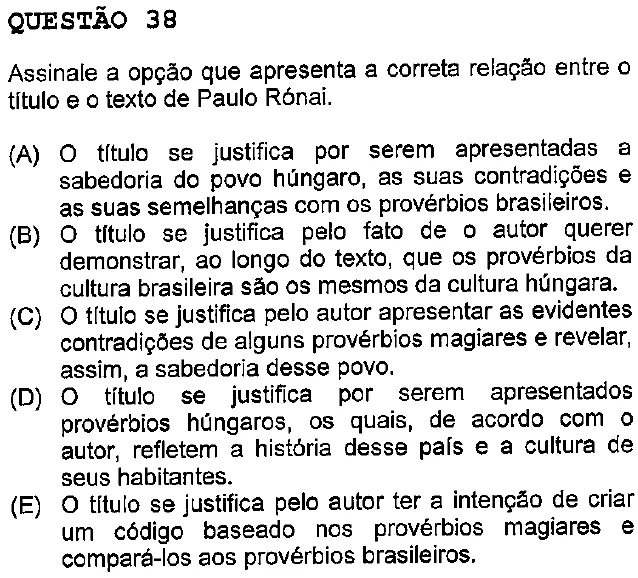 QUESTÃO 38
Assinale a opção que apresenta a correta relação entre o
título e o texto de Paulo Rónai.
(A) O título se justifica por serem apresentadas a
sabedoria do povo húngaro, as suas contradições e
as suas semelhanças com os provérbios brasileiros.
(B) O título se justifica pelo fato de o autor querer
demonstrar, ao longo do texto, que os provérbios da
cultura brasileira são os mesmos da cultura húngara.
(C) O título se justifica pelo autor apresentar as evidentes
contradições de alguns provérbios magiares e revelar,
assim, a sabedoria desse povo.
(D) O título se justifica por serem apresentados
provérbios húngaros, os quais, de acordo com o
autor, refletem a história desse país e a cultura de
seus habitantes.
(E) O título se justifica pelo autor ter a intenção de criar
um código baseado nos provérbios magiares e
compará-los aos provérbios brasileiros.